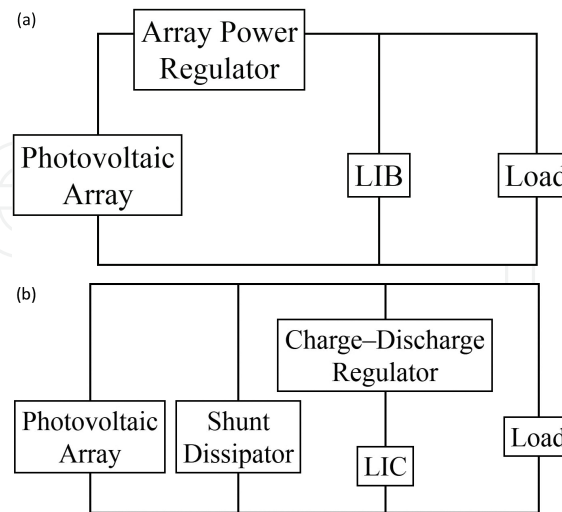 (a)
Array Power
Regulator
Photovoltaic
Array
LIB
Load
(b)
Charge–Discharge
Regulator
Photovoltaic
Array
Shunt
Dissipator
LIC
Load